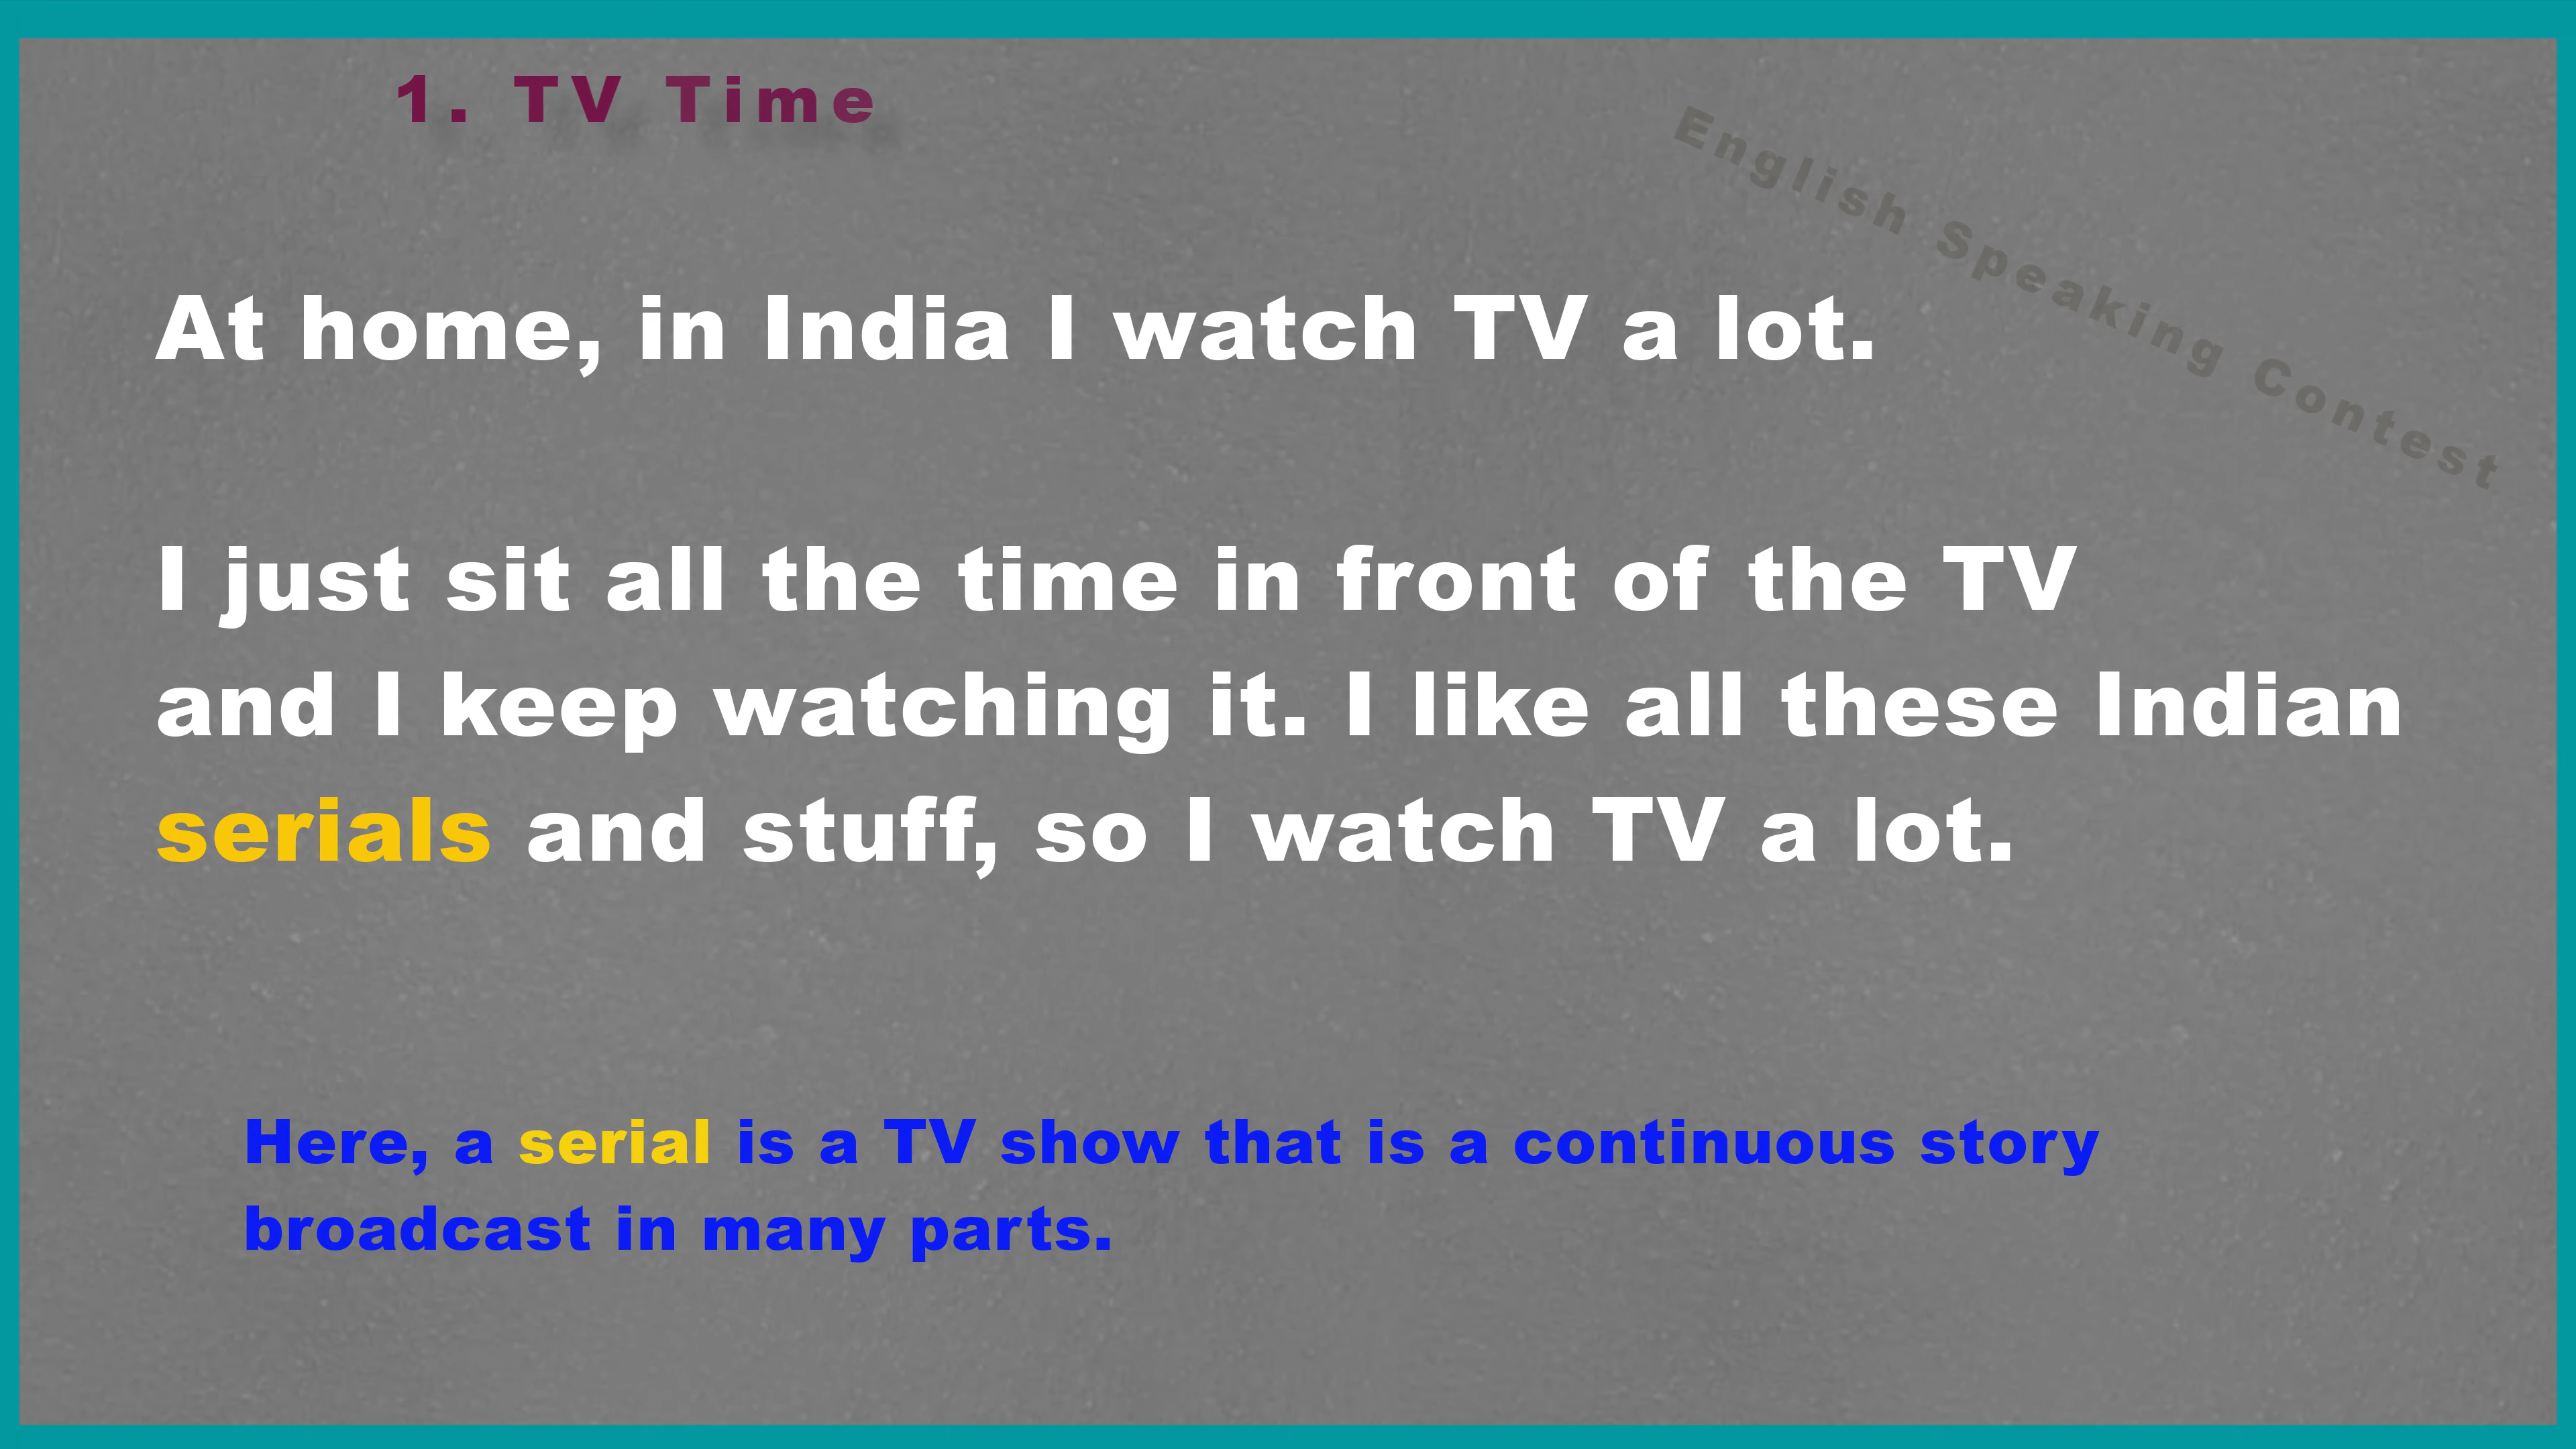 1. TV Time
English Speaking Contest
At home, in India I watch TV a lot.
I just sit all the time in front of the TV
and I keep watching it. I like all these Indian
serials and stuff, so I watch TV a lot.
Here, a serial is a TV show that is a continuous story
broadcast in many parts.